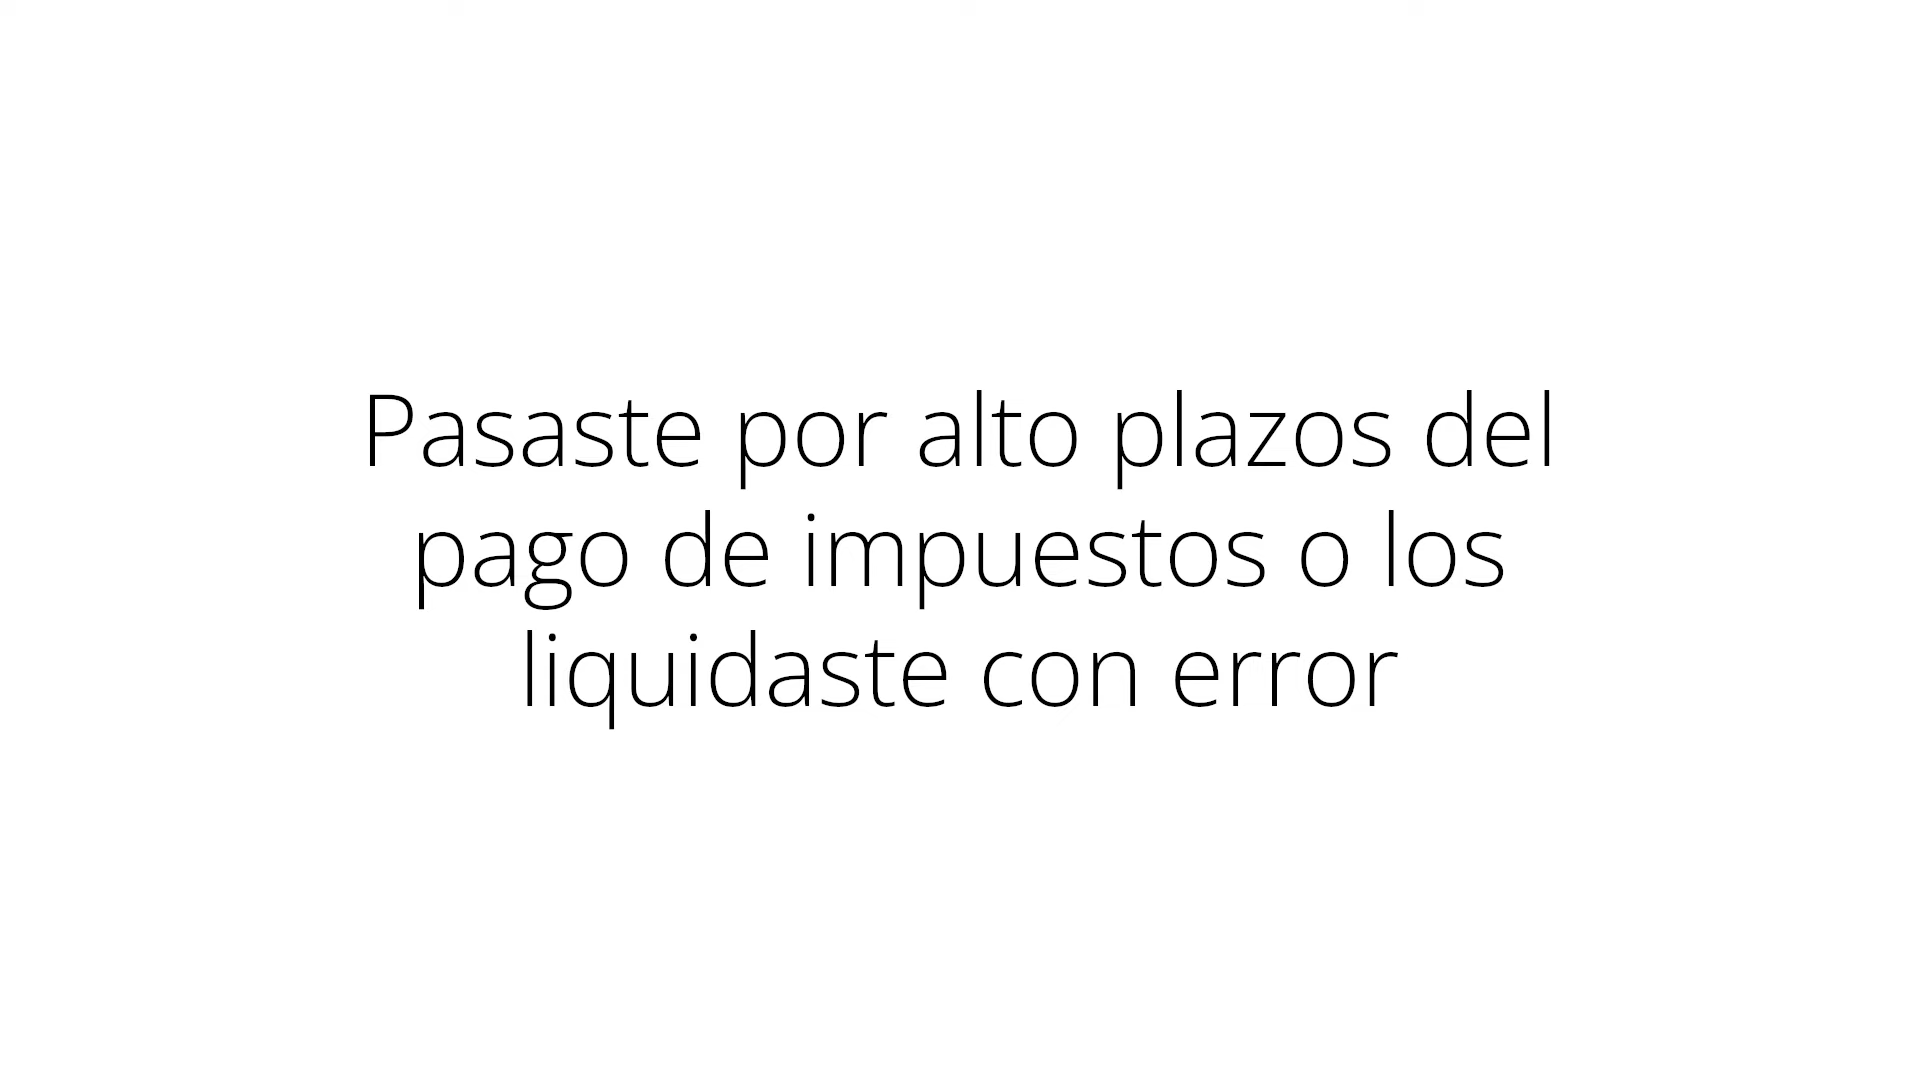 Pasaste por alto plazos del
pago de impuestos o los
liquidaste con error